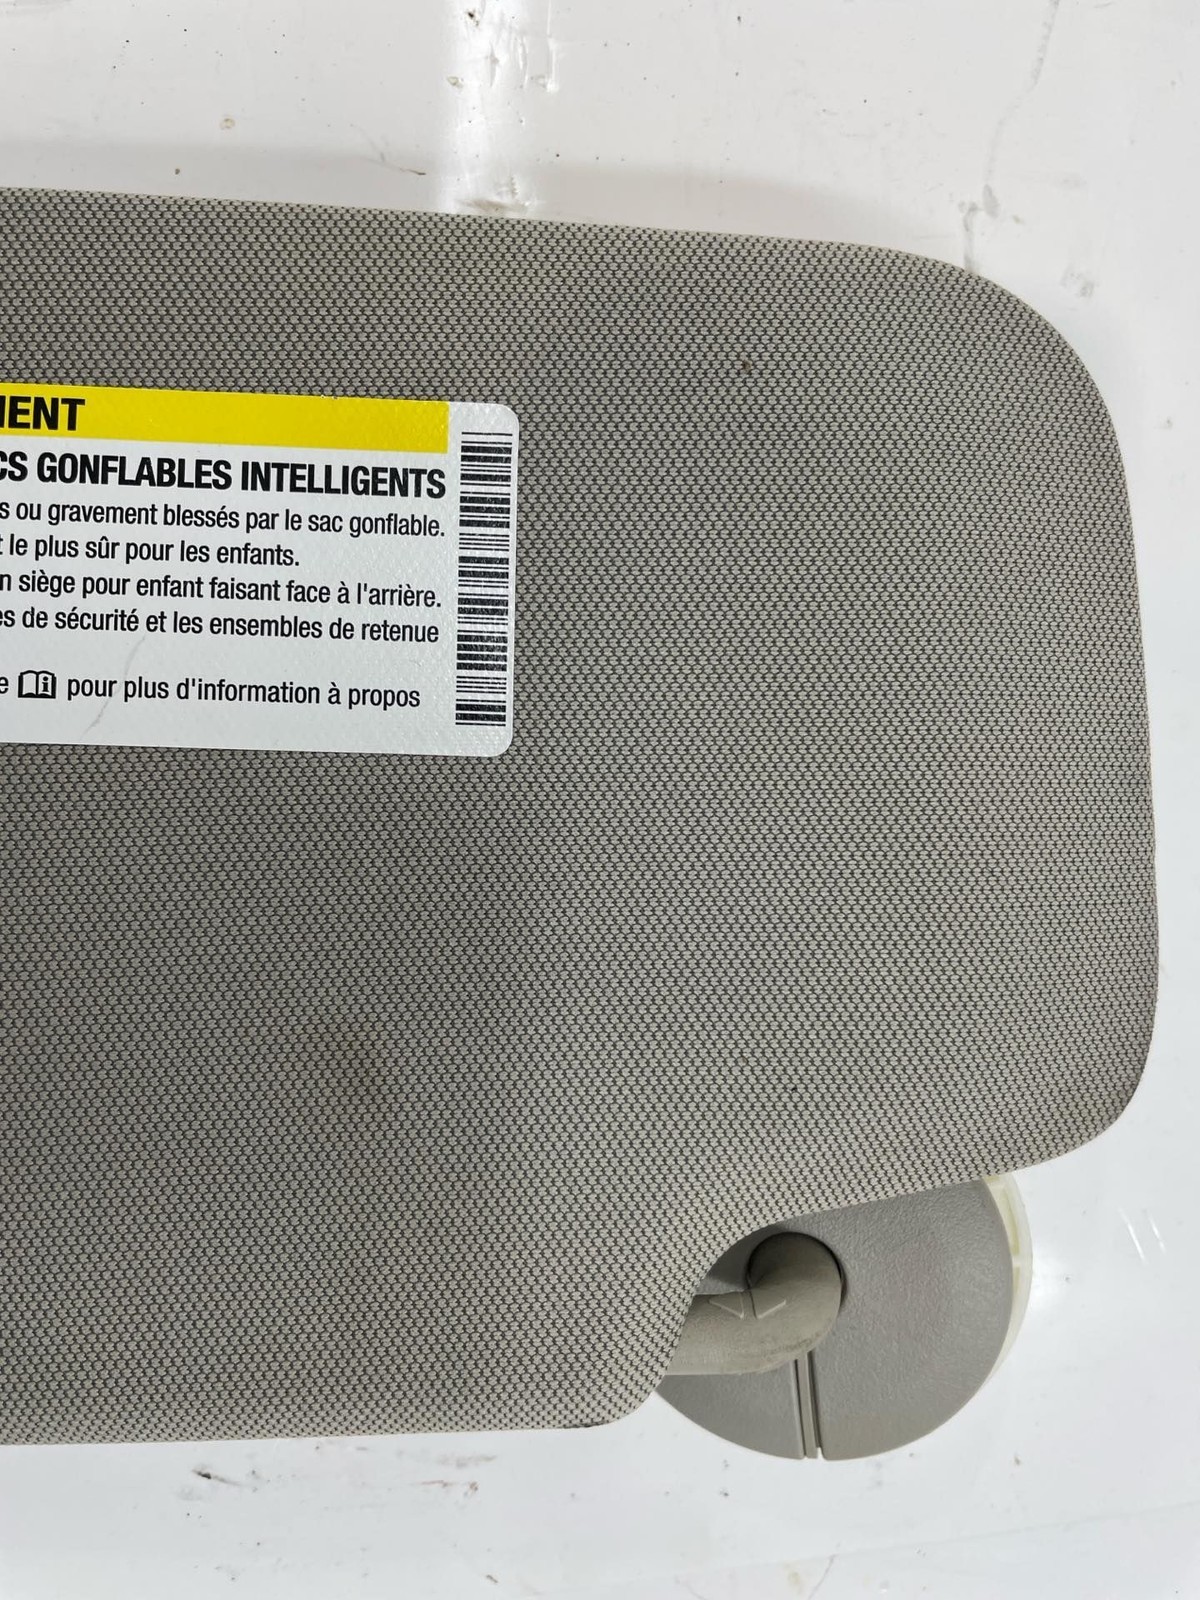 MENT
CS GONFLABLES INTELLIGENTS
s ou gravement blessés par le sac gonflable.
t le plus sûr pour les enfants.
n siège pour enfant faisant face à l'arrière.
es de sécurité et les ensembles de retenue
e pour plus d'information à propos